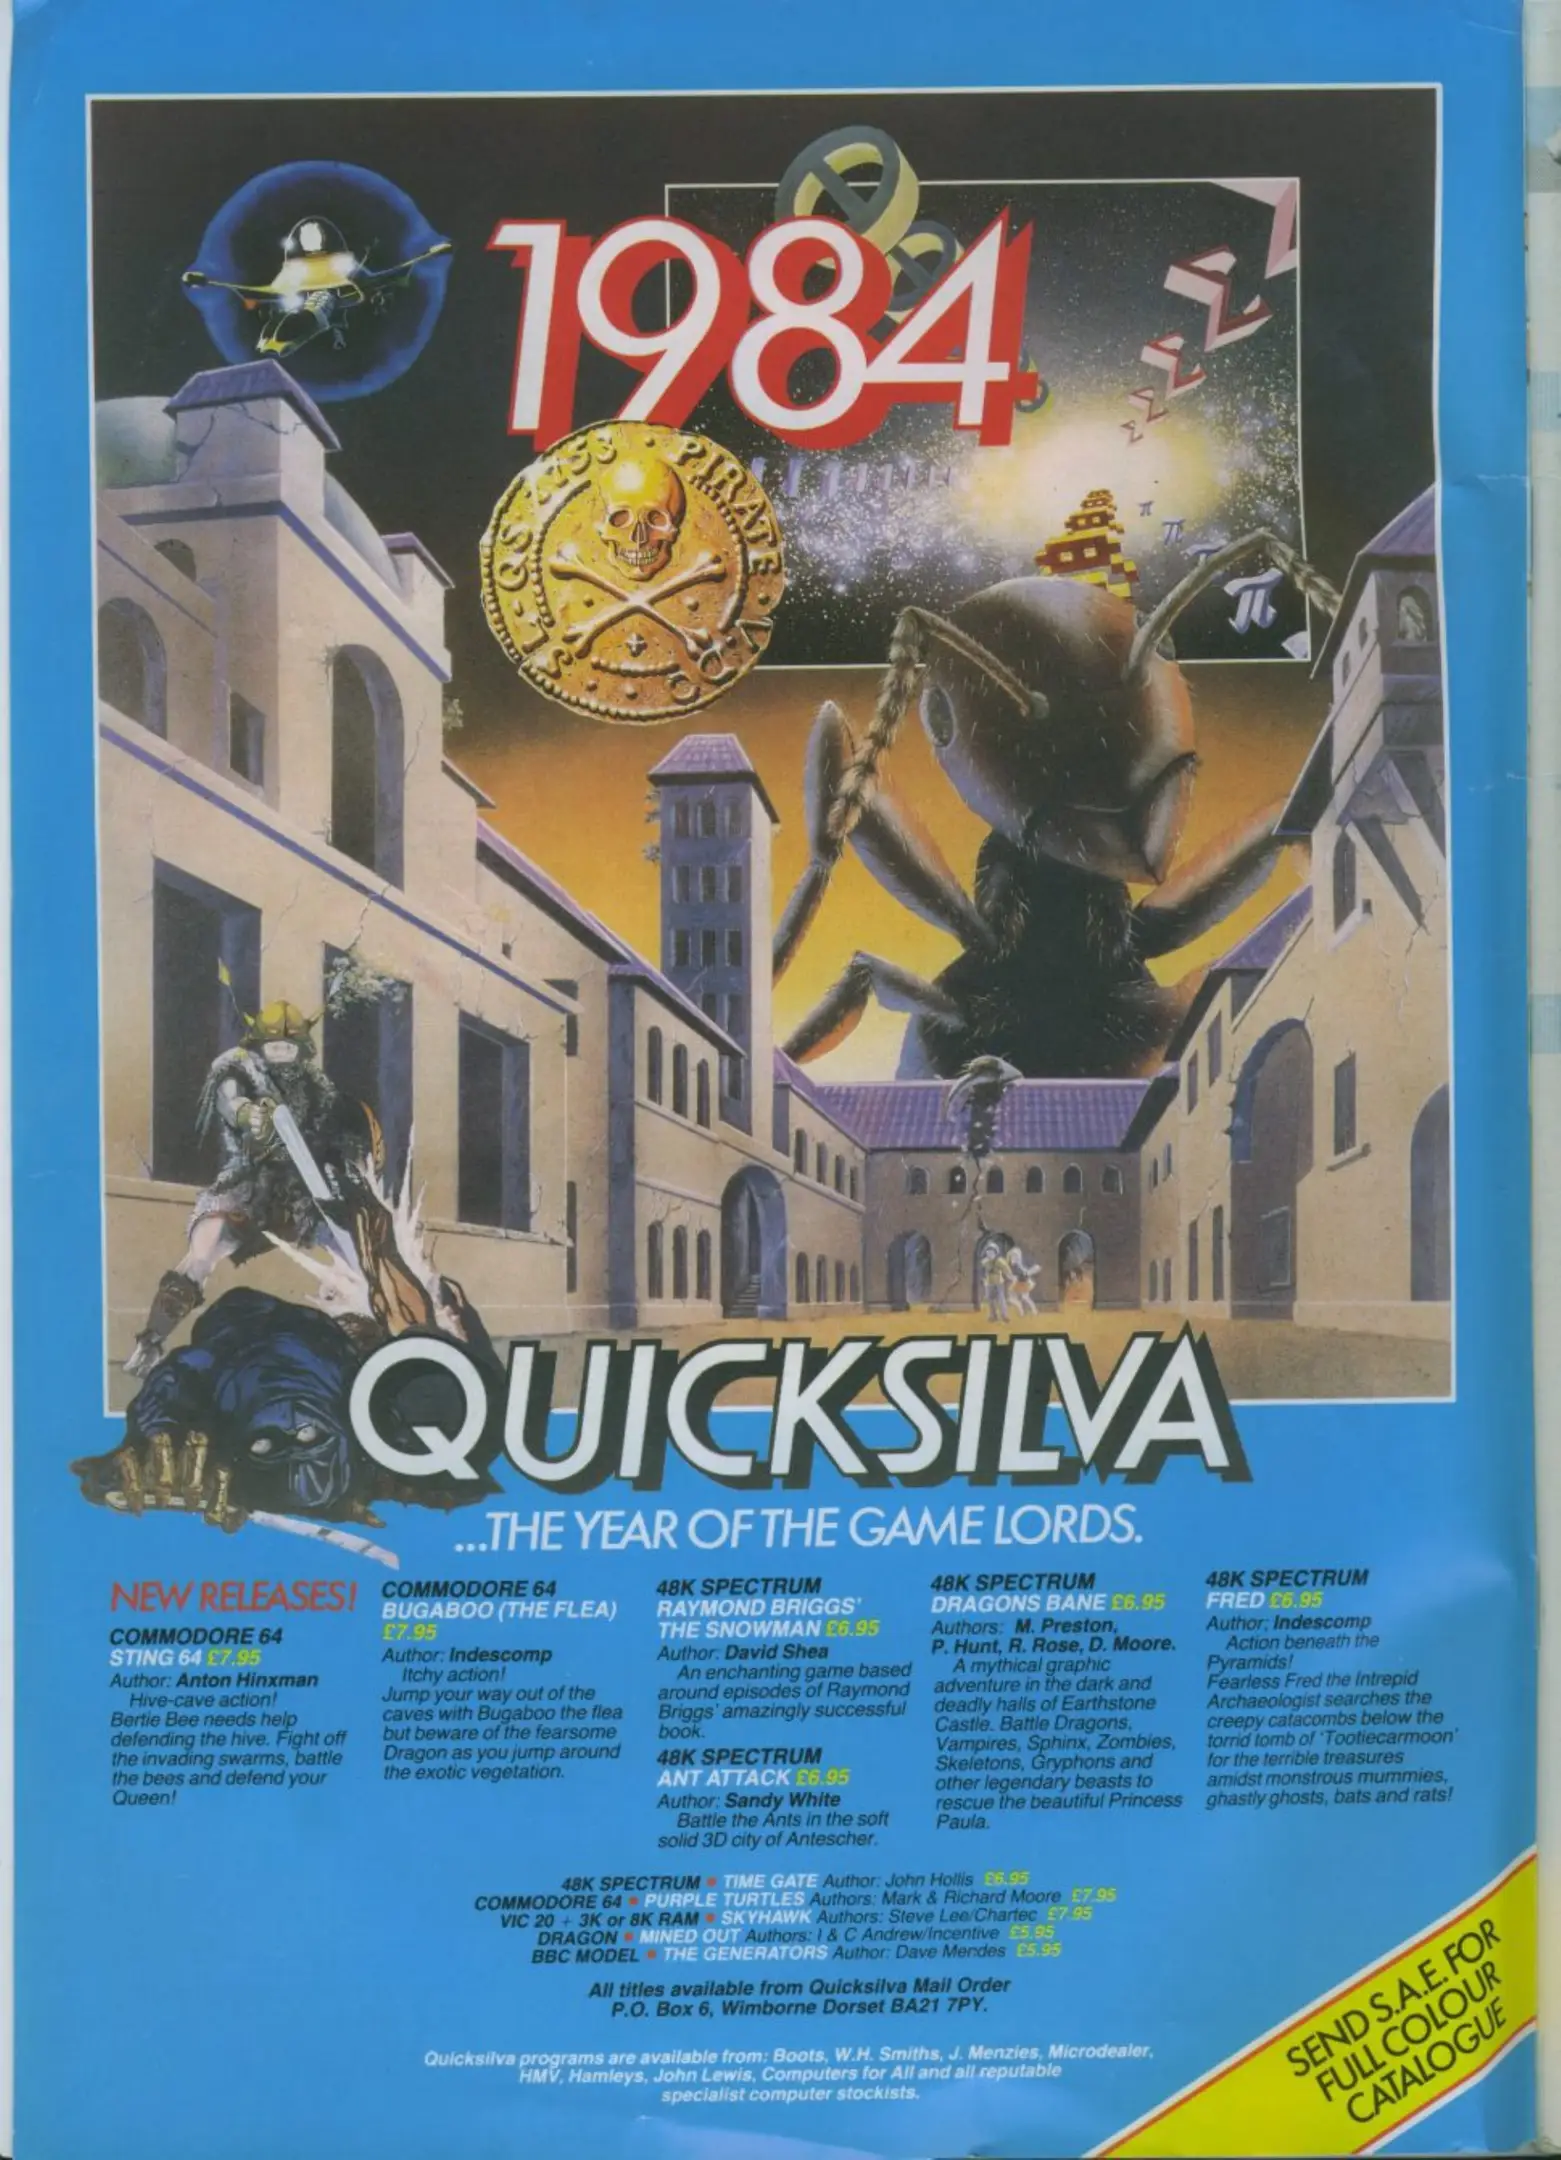 1984
SILVA·QS·1753·PIRATE·VCC
QUICKSILVA
...THE YEAR OF THE GAME LORDS.
NEW RELEASES!
COMMODORE 64
STING 64 £7.95
Author: Anton Hinxman
Hive-cave action!
Bertie Bee needs help
defending the hive. Fight off
the invading swarms, battle
the bees and defend your
Queen!
COMMODORE 64
BUGABOO (THE FLEA)
£7.95
Author: Indescomp
Itchy action!
Jump your way out of the
caves with Bugaboo the flea
but beware of the fearsome
Dragon as you jump around
the exotic vegetation.
48K SPECTRUM
RAYMOND BRIGGS'
THE SNOWMAN £6.95
Author: David Shea
An enchanting game based
around episodes of Raymond
Briggs' amazingly successful
book.
48K SPECTRUM
ANT ATTACK £6.95
Author: Sandy White
Battle the Ants in the soft
solid 3D city of Antescher.
48K SPECTRUM
DRAGONS BANE £6.95
Authors: M. Preston,
P. Hunt, R. Rose, D. Moore.
A mythical graphic
adventure in the dark and
deadly halls of Earthstone
Castle. Battle Dragons,
Vampires, Sphinx, Zombies,
Skeletons, Gryphons and
other legendary beasts to
rescue the beautiful Princess
Paula.
48K SPECTRUM
FRED £6.95
Author: Indescomp
Action beneath the
Pyramids!
Fearless Fred the Intrepid
Archaeologist searches the
creepy catacombs below the
torrid tomb of 'Tootiecarmoon'
for the terrible treasures
amidst monstrous mummies,
ghastly ghosts, bats and rats!
48K SPECTRUM • TIME GATE Author: John Hollis £6.95
COMMODORE 64 • PURPLE TURTLES Authors: Mark & Richard Moore £7.95
VIC 20 + 3K or 8K RAM • SKYHAWK Authors: Steve Lee/Chartec £7.95
DRAGON • MINED OUT Authors: I & C Andrew/Incentive £5.95
BBC MODEL • THE GENERATORS Author: Dave Mendes £5.95
All titles available from Quicksilva Mail Order
P.O. Box 6, Wimborne Dorset BA21 7PY.
Quicksilva programs are available from: Boots, W.H. Smiths, J. Menzies, Microdealer,
HMV, Hamleys, John Lewis, Computers for All and all reputable
specialist computer stockists.
SEND S.A.E. FOR
FULL COLOUR
CATALOGUE